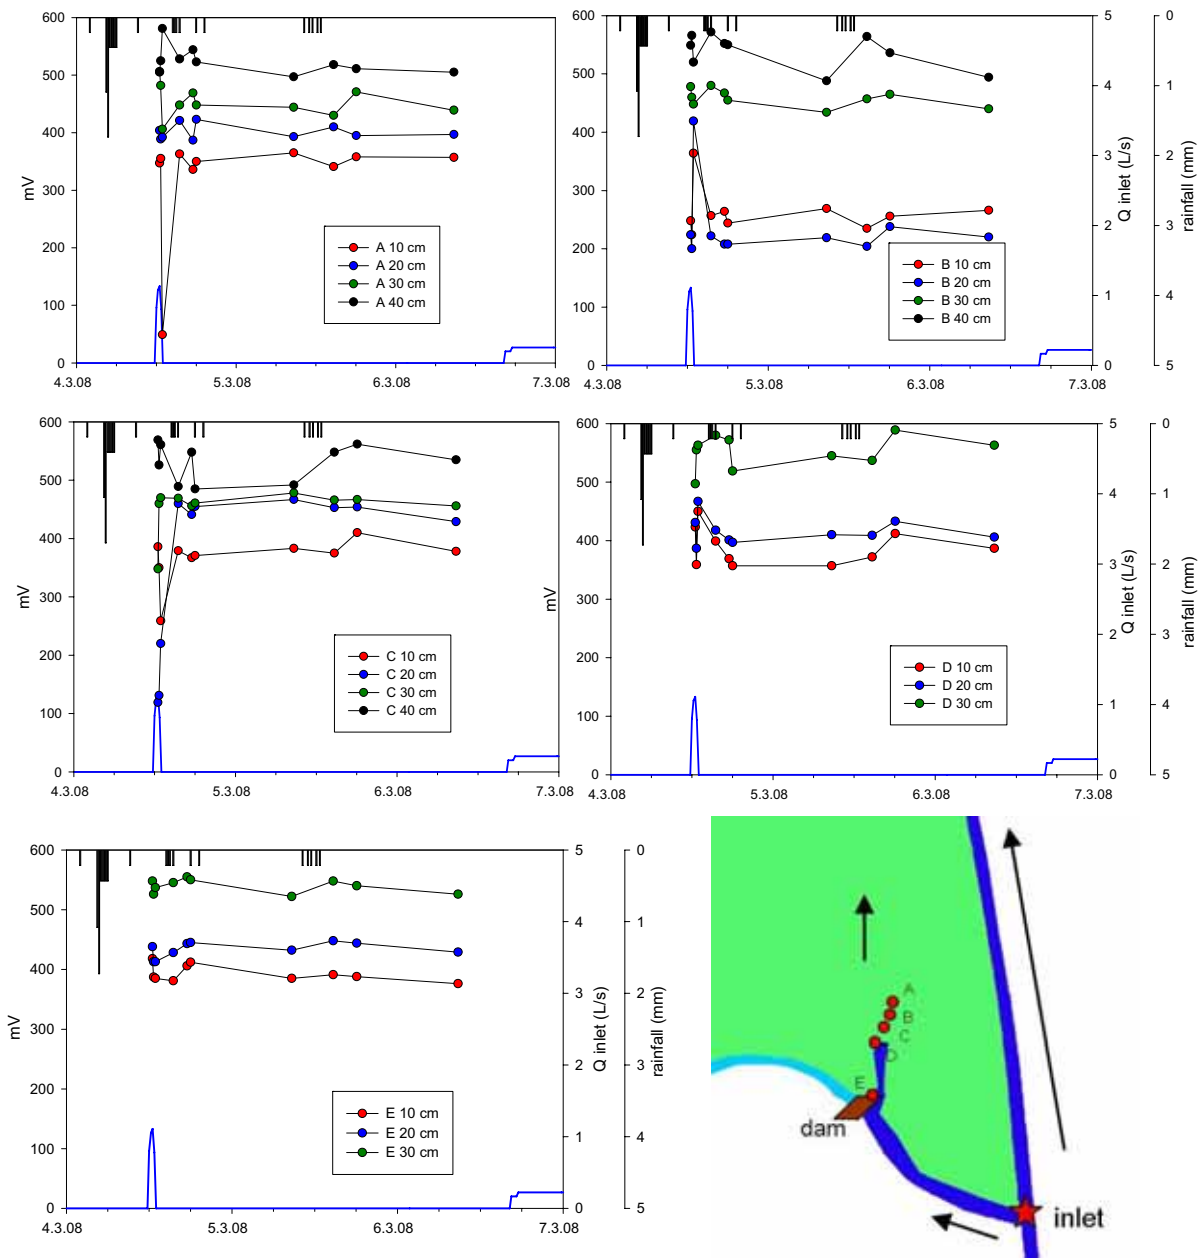 600
500
400
300
200
100
0
mV
A 10 cm
A 20 cm
A 30 cm
A 40 cm
4.3.08 5.3.08 6.3.08 7.3.08
600
500
400
300
200
100
0
B 10 cm
B 20 cm
B 30 cm
B 40 cm
4.3.08 5.3.08 6.3.08 7.3.08
5
4
3
2
1
0
Q inlet (L/s)
0
1
2
3
4
5
rainfall (mm)
600
500
400
300
200
100
0
mV
C 10 cm
C 20 cm
C 30 cm
C 40 cm
4.3.08 5.3.08 6.3.08 7.3.08
mV
600
500
400
300
200
100
0
D 10 cm
D 20 cm
D 30 cm
4.3.08 5.3.08 6.3.08 7.3.08
5
4
3
2
1
0
Q inlet (L/s)
0
1
2
3
4
5
rainfall (mm)
600
500
400
300
200
100
0
mV
E 10 cm
E 20 cm
E 30 cm
4.3.08 5.3.08 6.3.08 7.3.08
5
4
3
2
1
0
Q inlet (L/s)
0
1
2
3
4
5
rainfall (mm)
A
B
C
D
E
dam
inlet